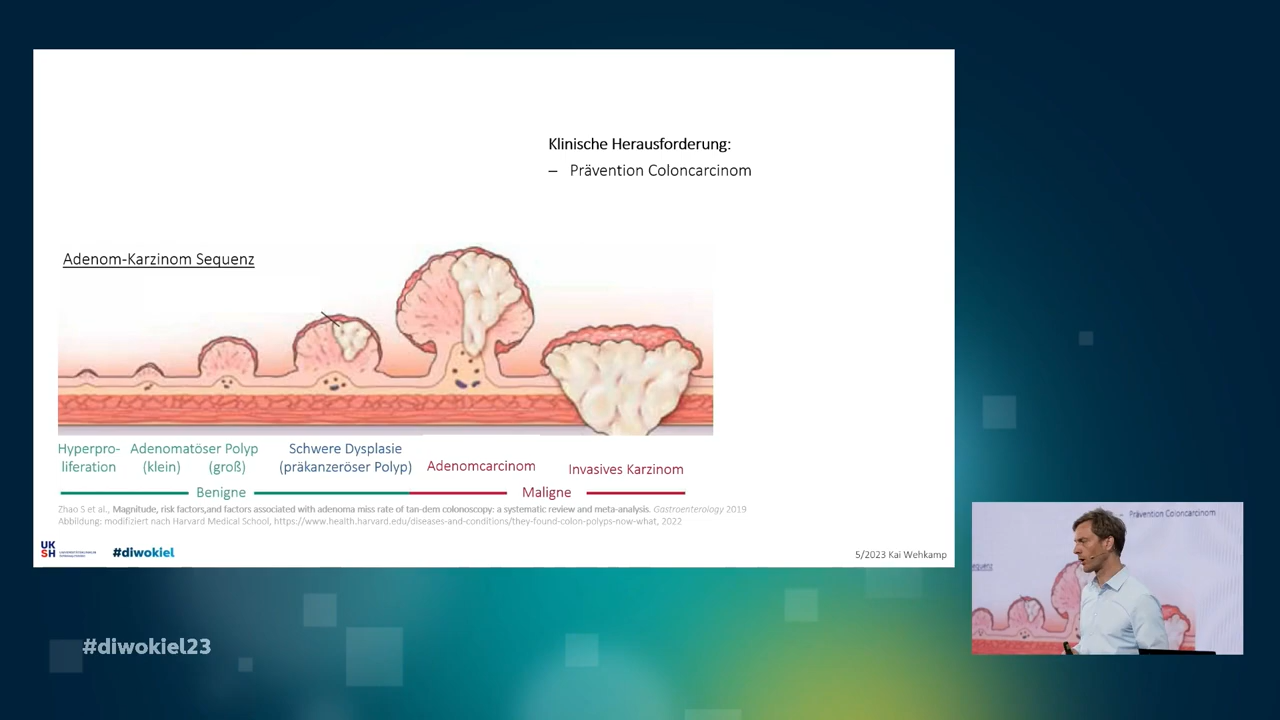 Klinische Herausforderung:
– Prävention Coloncarcinom
Adenom-Karzinom Sequenz
Hyperpro-
liferation
Adenomatöser Polyp
(klein) (groß)
Schwere Dysplasie
(präkanzeröser Polyp)
Adenomcarcinom
Invasives Karzinom
Benigne
Maligne
Zhao S et al., Magnitude, risk factors,and factors associated with adenoma miss rate of tan-dem colonoscopy: a systematic review and meta-analysis. Gastroenterology 2019
Abbildung: modifiziert nach Harvard Medical School, https://www.health.harvard.edu/diseases-and-conditions/they-found-colon-polyps-now-what, 2022
UK
SH
#diwokiel
5/2023 Kai Wehkamp
– Prävention Coloncarcinom
#diwokiel23